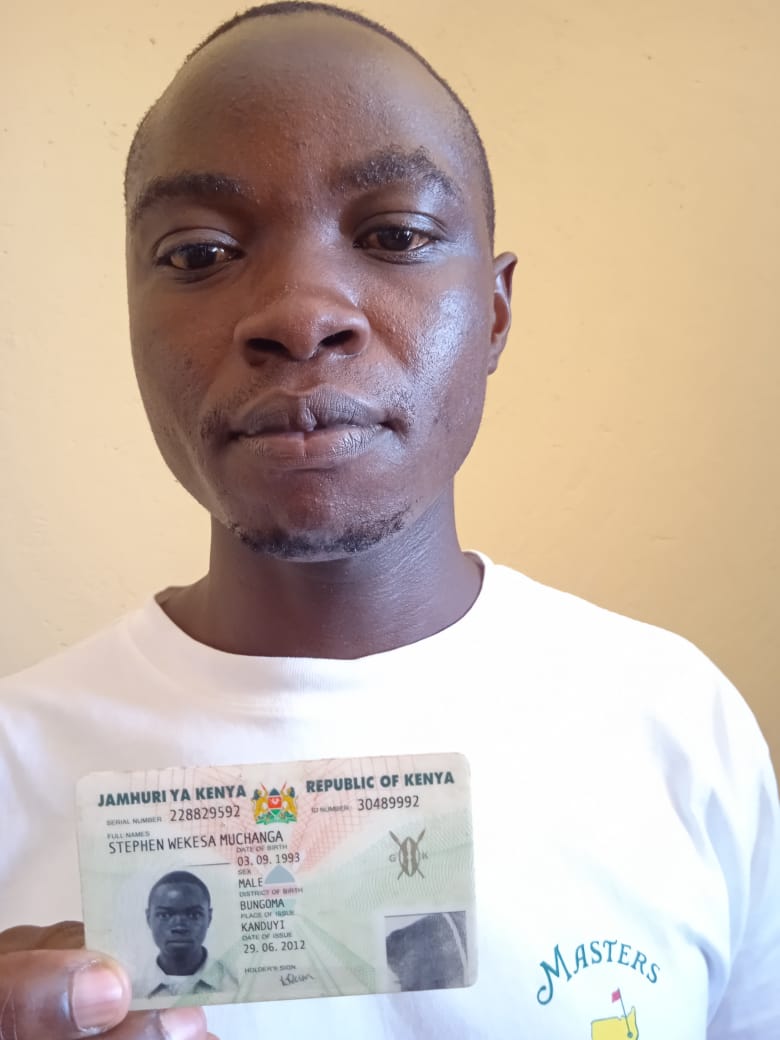 JAMHURI YA KENYA REPUBLIC OF KENYA
SERIAL NUMBER 228829592 ID NUMBER 30489992
FULL NAMES
STEPHEN WEKESA MUCHANGA
DATE OF BIRTH
03.09.1993
SEX
MALE
DISTRICT OF BIRTH
BUNGOMA
PLACE OF ISSUE
KANDUYI
DATE OF ISSUE
29.06.2012
HOLDER'S SIGN.
G K
MASTERS